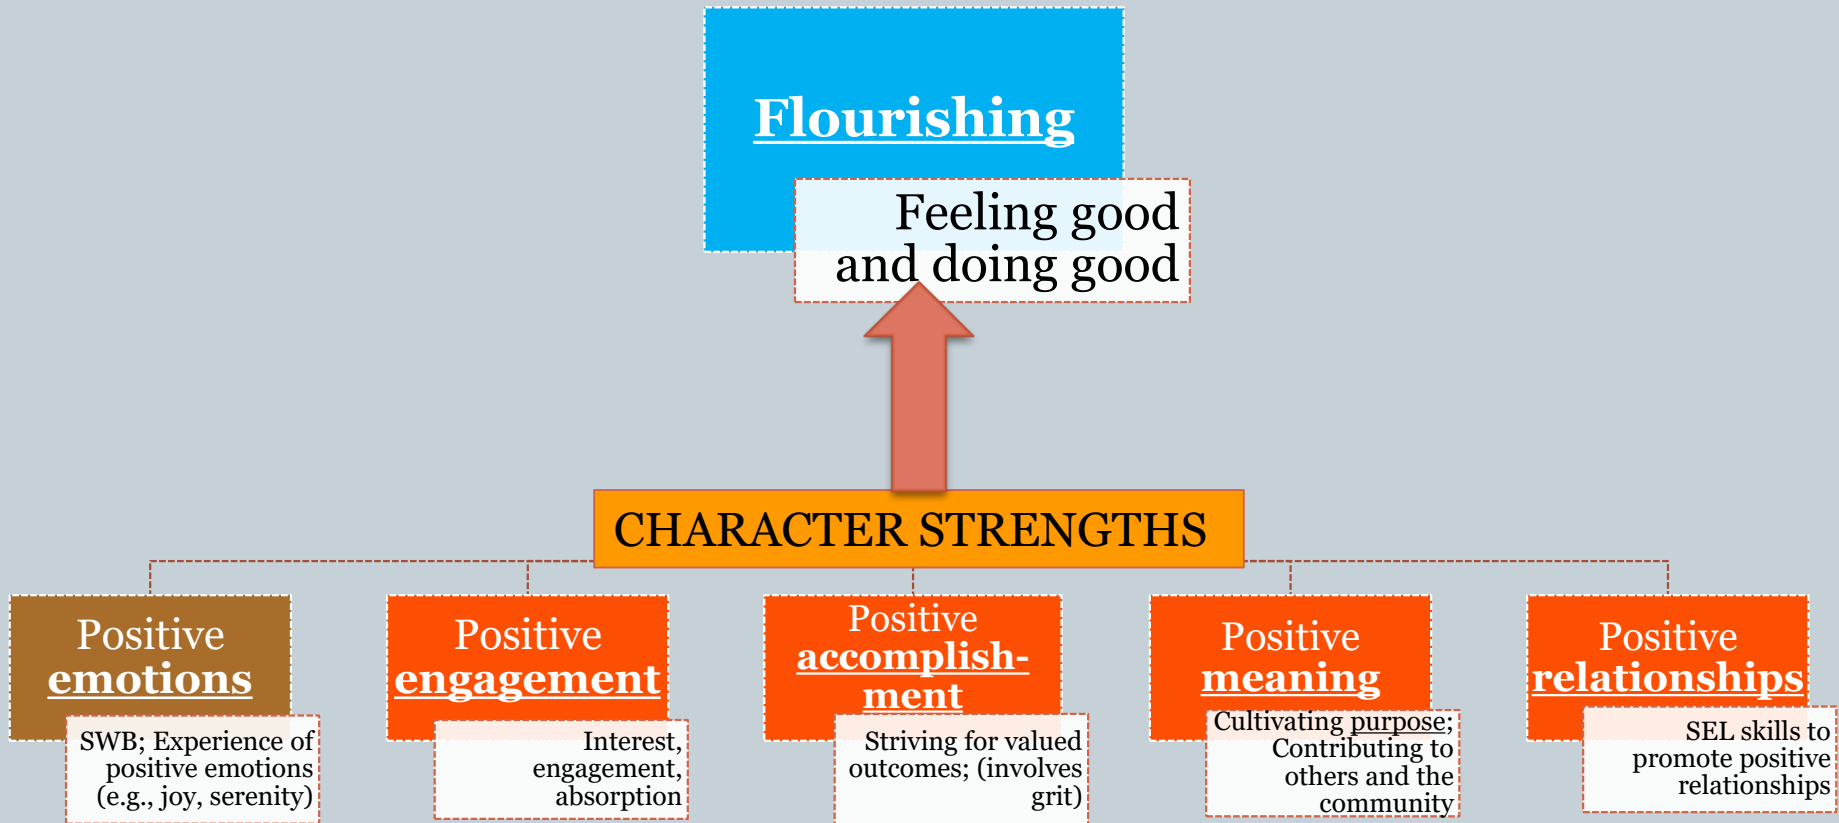 Flourishing
Feeling good
and doing good
CHARACTER STRENGTHS
Positive
emotions
SWB; Experience of
positive emotions
(e.g., joy, serenity)
Positive
engagement
Interest,
engagement,
absorption
Positive
accomplish-
ment
Striving for valued
outcomes; (involves
grit)
Positive
meaning
Cultivating purpose;
Contributing to
others and the
community
Positive
relationships
SEL skills to
promote positive
relationships